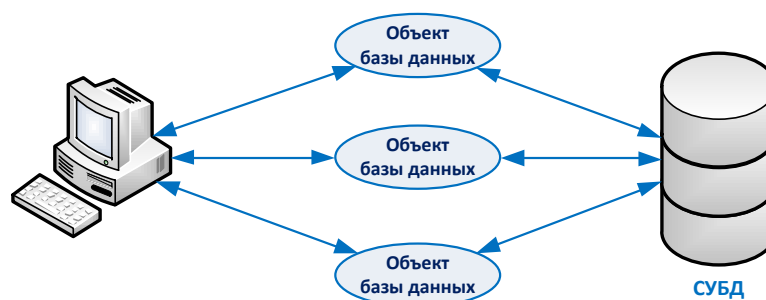 Объект
базы данных
Объект
базы данных
Объект
базы данных
СУБД